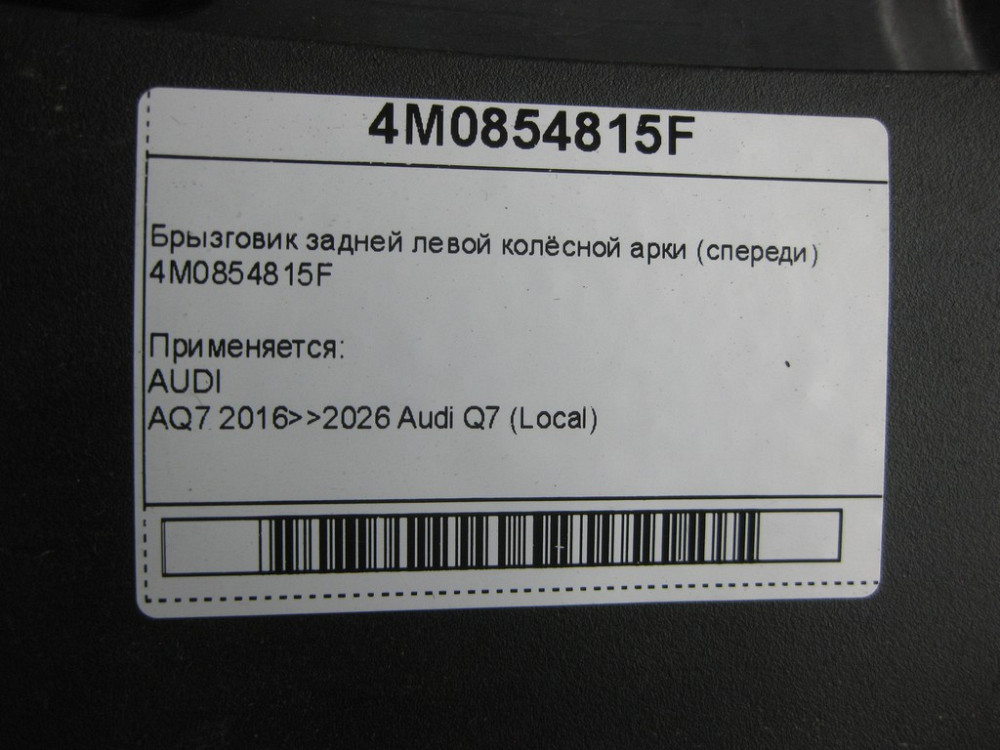 4M0854815F
Брызговик задней левой колёсной арки (спереди)
4M0854815F
Применяется:
AUDI
AQ7 2016>>2026 Audi Q7 (Local)